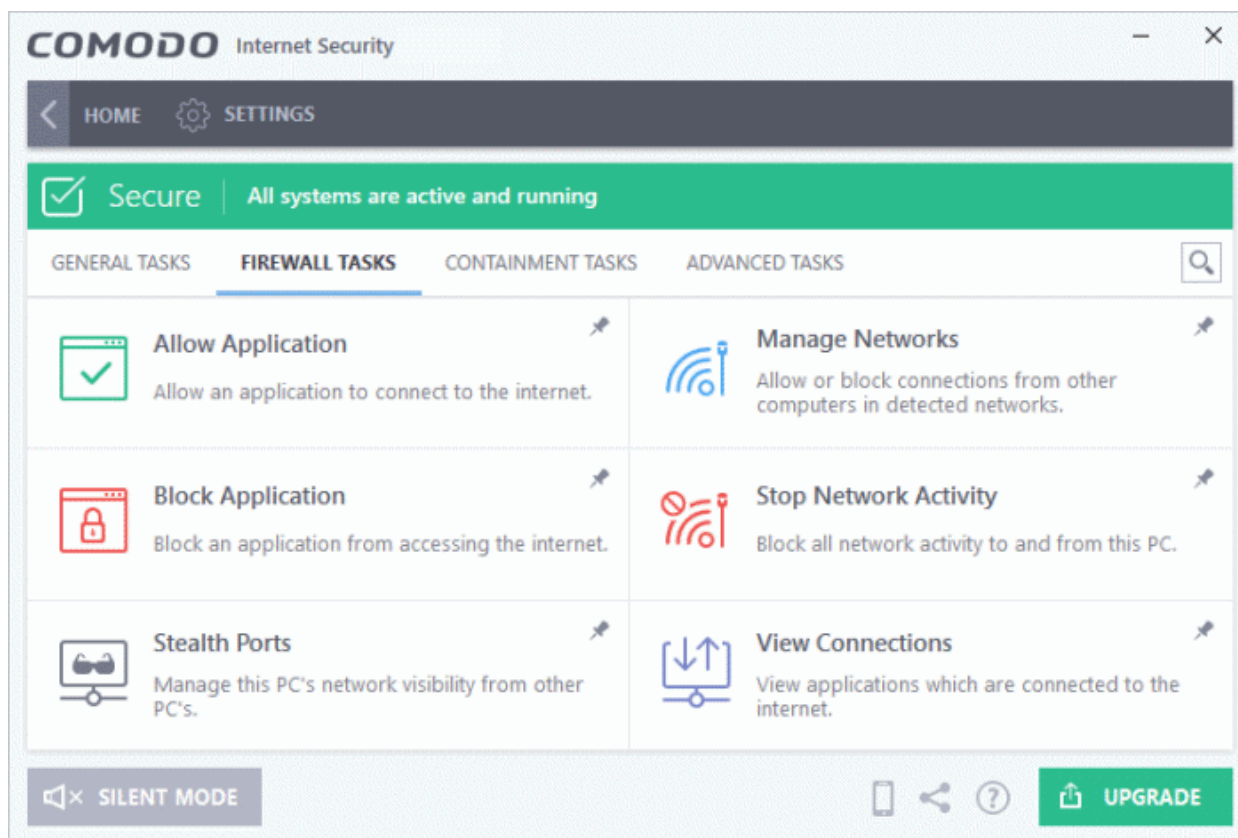 COMODO Internet Security
HOME SETTINGS
Secure All systems are active and running
GENERAL TASKS FIREWALL TASKS CONTAINMENT TASKS ADVANCED TASKS
Allow Application
Allow an application to connect to the internet.
Manage Networks
Allow or block connections from other
computers in detected networks.
Block Application
Block an application from accessing the internet.
Stop Network Activity
Block all network activity to and from this PC.
Stealth Ports
Manage this PC's network visibility from other
PC's.
View Connections
View applications which are connected to the
internet.
SILENT MODE
UPGRADE